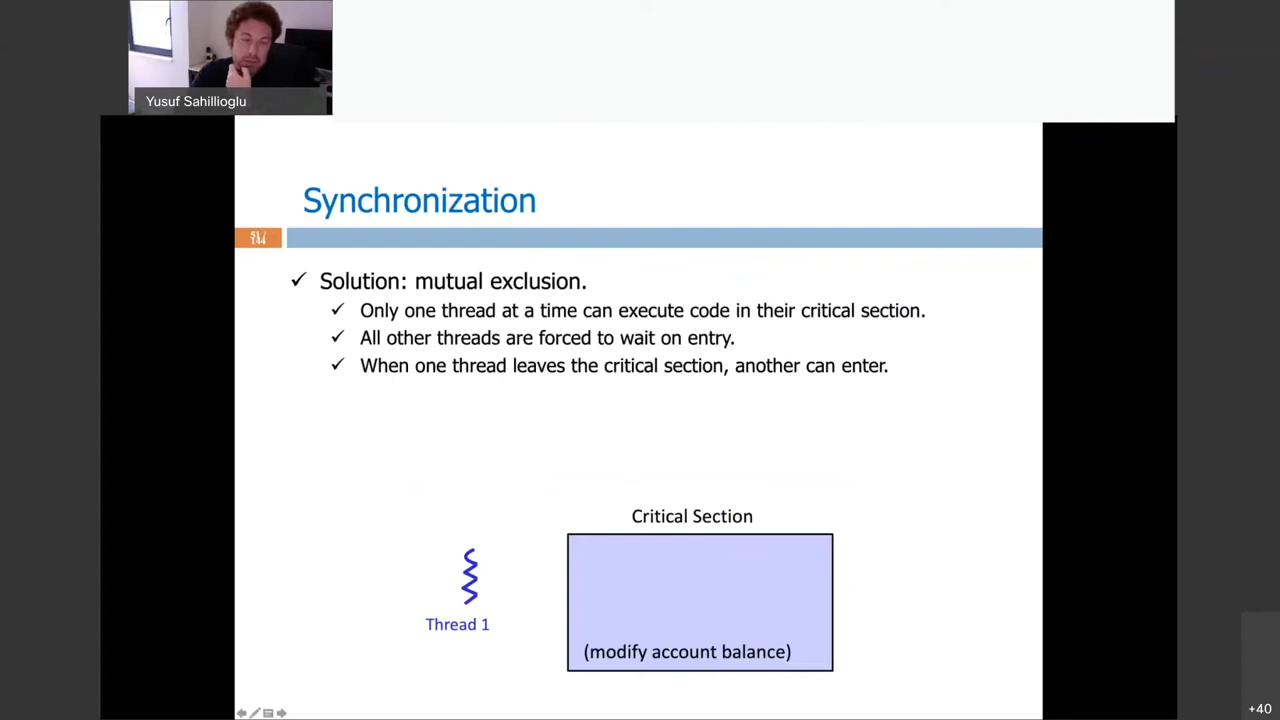 Yusuf Sahillioglu
Synchronization
✓ Solution: mutual exclusion.
✓ Only one thread at a time can execute code in their critical section.
✓ All other threads are forced to wait on entry.
✓ When one thread leaves the critical section, another can enter.
Critical Section
Thread 1
(modify account balance)
+40